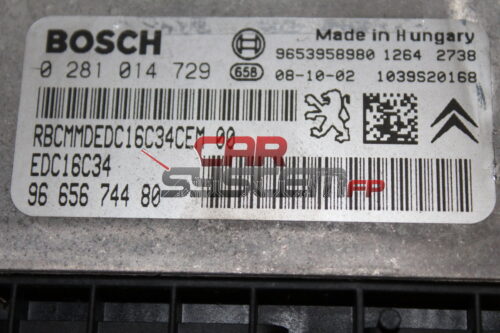 BOSCH
Made in Hungary
9653958980 1264 2738
0 281 014 729
658
08-10-02
1039S20168
RBCMMDEDC16C34CEM 00
EDC16C34
96 656 744 80
CAR
SYSCEM FP